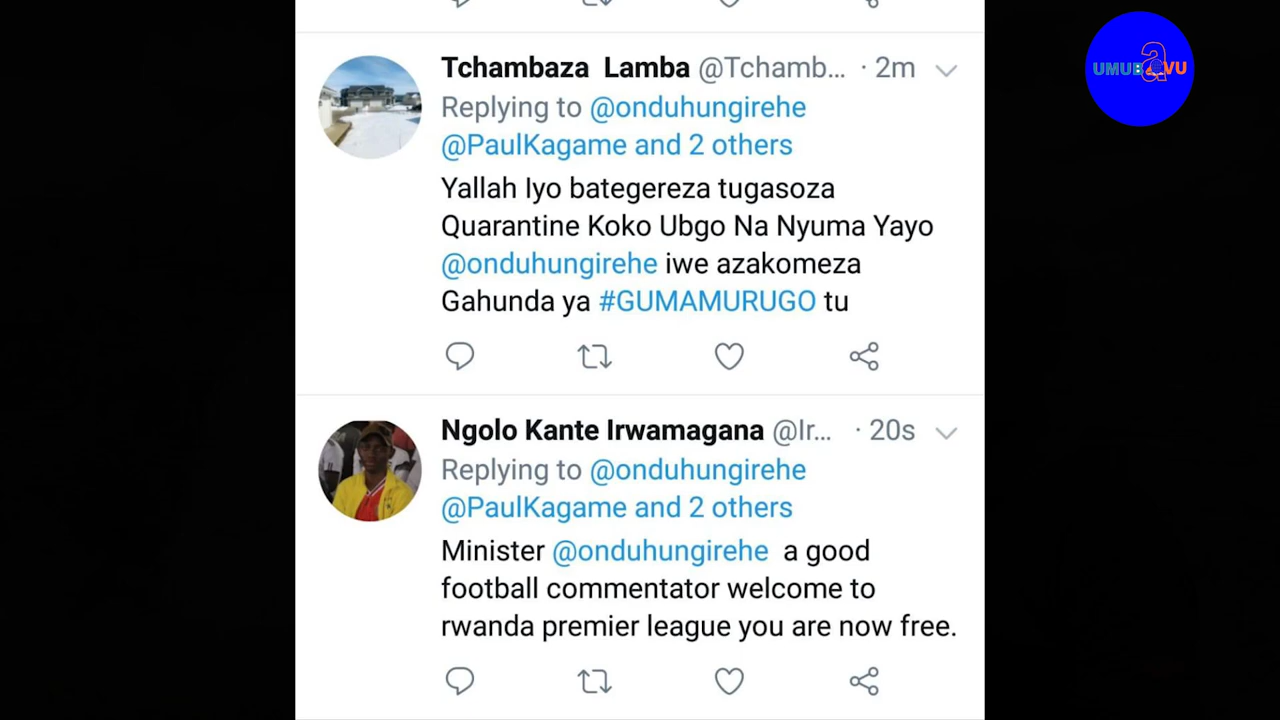 Tchambaza Lamba @Tchamb... · 2m
Replying to @onduhungirehe
@PaulKagame and 2 others
Yallah Iyo bategereza tugasoza
Quarantine Koko Ubgo Na Nyuma Yayo
@onduhungirehe iwe azakomeza
Gahunda ya #GUMAMURUGO tu
Ngolo Kante Irwamagana @Ir... · 20s
Replying to @onduhungirehe
@PaulKagame and 2 others
Minister @onduhungirehe a good
football commentator welcome to
rwanda premier league you are now free.
a
UMUBAVU